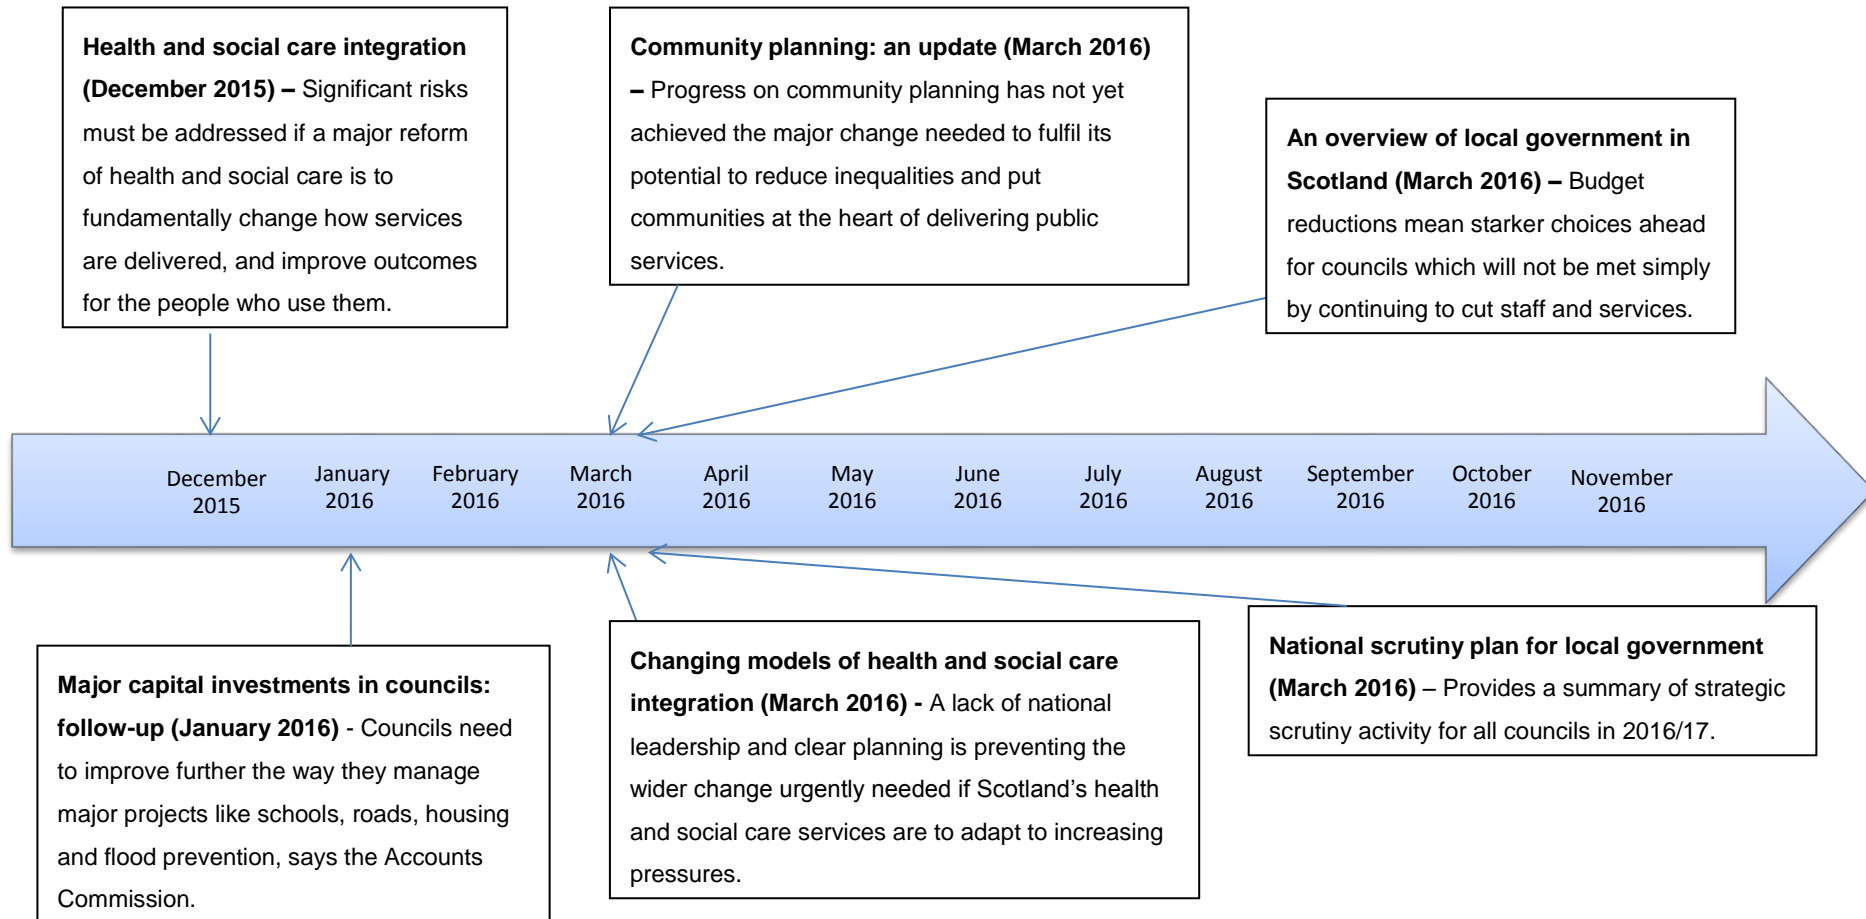 Health and social care integration
(December 2015) – Significant risks
must be addressed if a major reform
of health and social care is to
fundamentally change how services
are delivered, and improve outcomes
for the people who use them.
Community planning: an update (March 2016)
– Progress on community planning has not yet
achieved the major change needed to fulfil its
potential to reduce inequalities and put
communities at the heart of delivering public
services.
An overview of local government in
Scotland (March 2016) – Budget
reductions mean starker choices ahead
for councils which will not be met simply
by continuing to cut staff and services.
December
2015
January
2016
February
2016
March
2016
April
2016
May
2016
June
2016
July
2016
August
2016
September
2016
October
2016
November
2016
Major capital investments in councils:
follow-up (January 2016) - Councils need
to improve further the way they manage
major projects like schools, roads, housing
and flood prevention, says the Accounts
Commission.
Changing models of health and social care
integration (March 2016) - A lack of national
leadership and clear planning is preventing the
wider change urgently needed if Scotland’s health
and social care services are to adapt to increasing
pressures.
National scrutiny plan for local government
(March 2016) – Provides a summary of strategic
scrutiny activity for all councils in 2016/17.